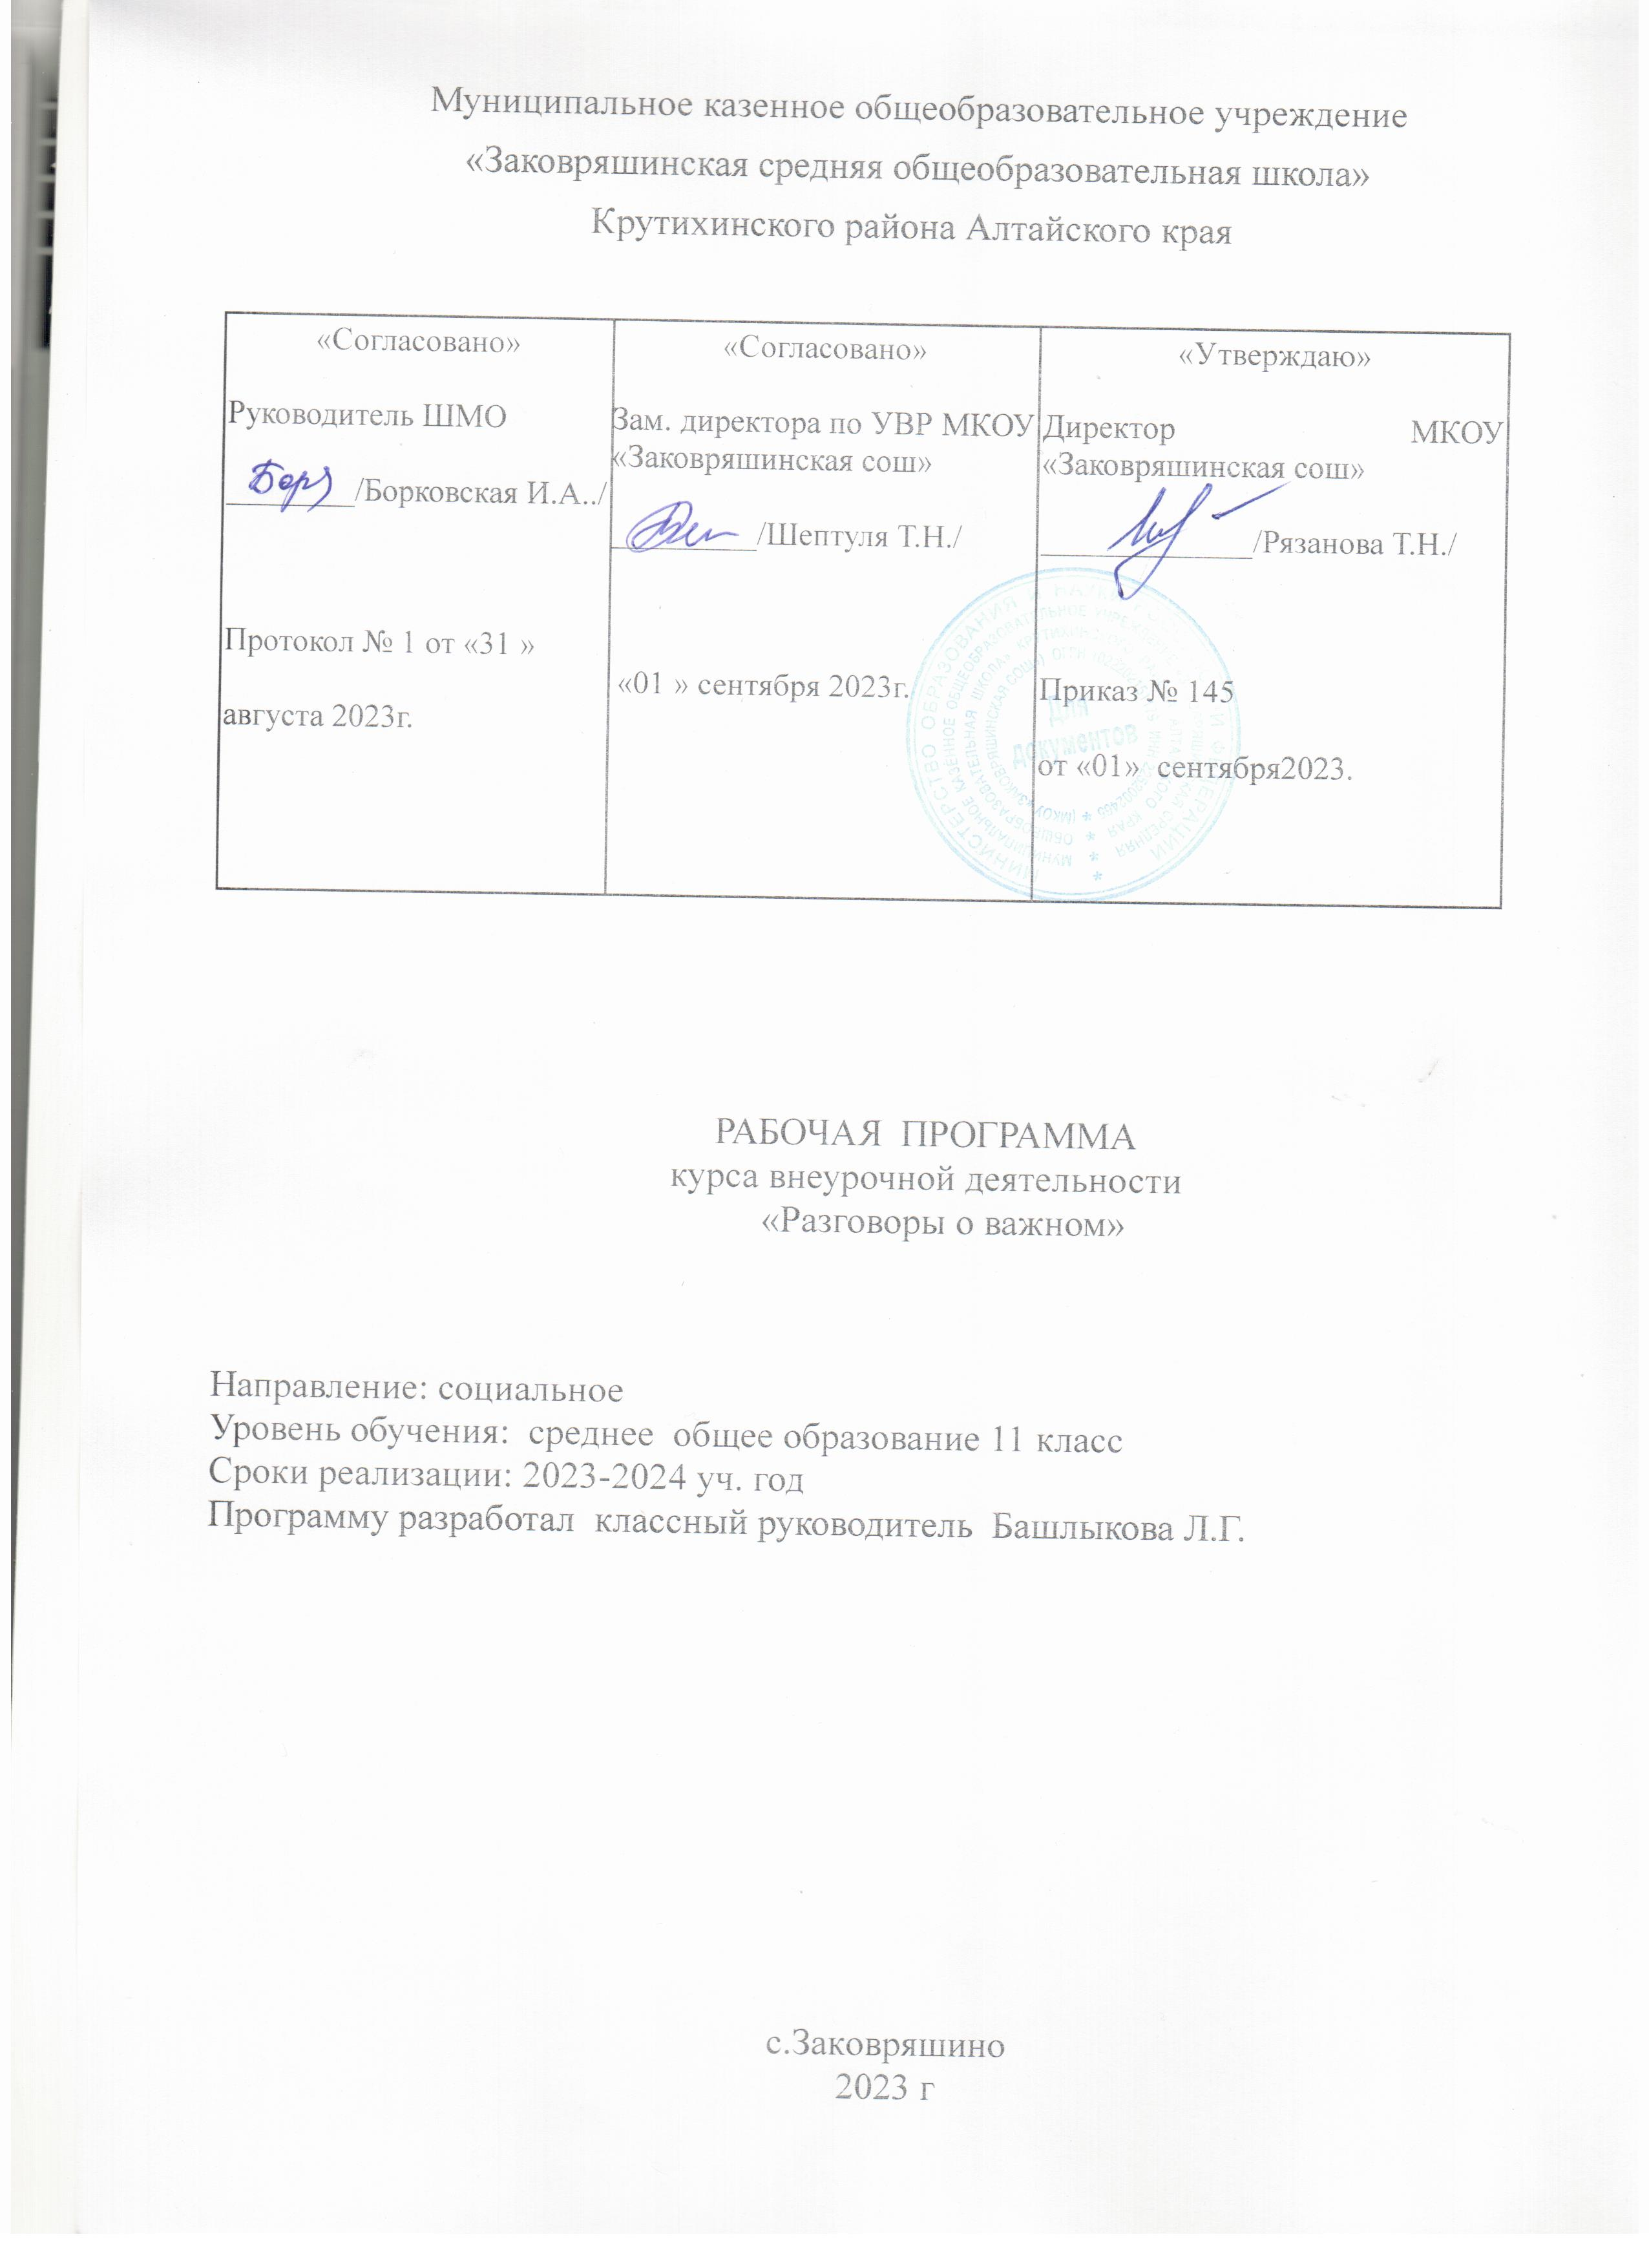 Муниципальное казенное общеобразовательное учреждение
«Заковряшинская средняя общеобразовательная школа»
Крутихинского района Алтайского края
«Согласовано»
Руководитель ШМО
/Борковская И.А../
Протокол № 1 от «31 »
августа 2023г.
«Согласовано»
Зам. директора по УВР МКОУ
«Заковряшинская сош»
/Шептуля Т.Н./
«01 » сентября 2023г.
«Утверждаю»
Директор МКОУ
«Заковряшинская сош»
/Рязанова Т.Н./
Приказ № 145
от «01»  сентября2023.
Для
документов
РАБОЧАЯ  ПРОГРАММА
курса внеурочной деятельности
«Разговоры о важном»
Направление: социальное
Уровень обучения:  среднее  общее образование 11 класс
Сроки реализации: 2023-2024 уч. год
Программу разработал  классный руководитель  Башлыкова Л.Г.
с.Заковряшино
2023 г